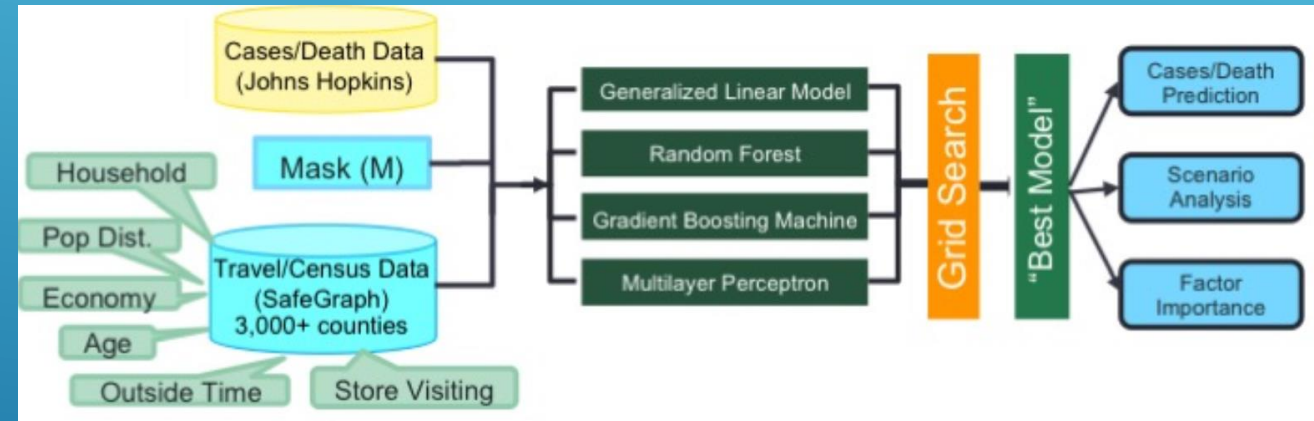 Cases/Death Data
(Johns Hopkins)
Mask (M)
Household
Pop Dist.
Economy
Age
Outside Time
Store Visiting
Travel/Census Data
(SafeGraph)
3,000+ counties
Generalized Linear Model
Random Forest
Gradient Boosting Machine
Multilayer Perceptron
Grid Search
“Best Model”
Cases/Death
Prediction
Scenario
Analysis
Factor
Importance